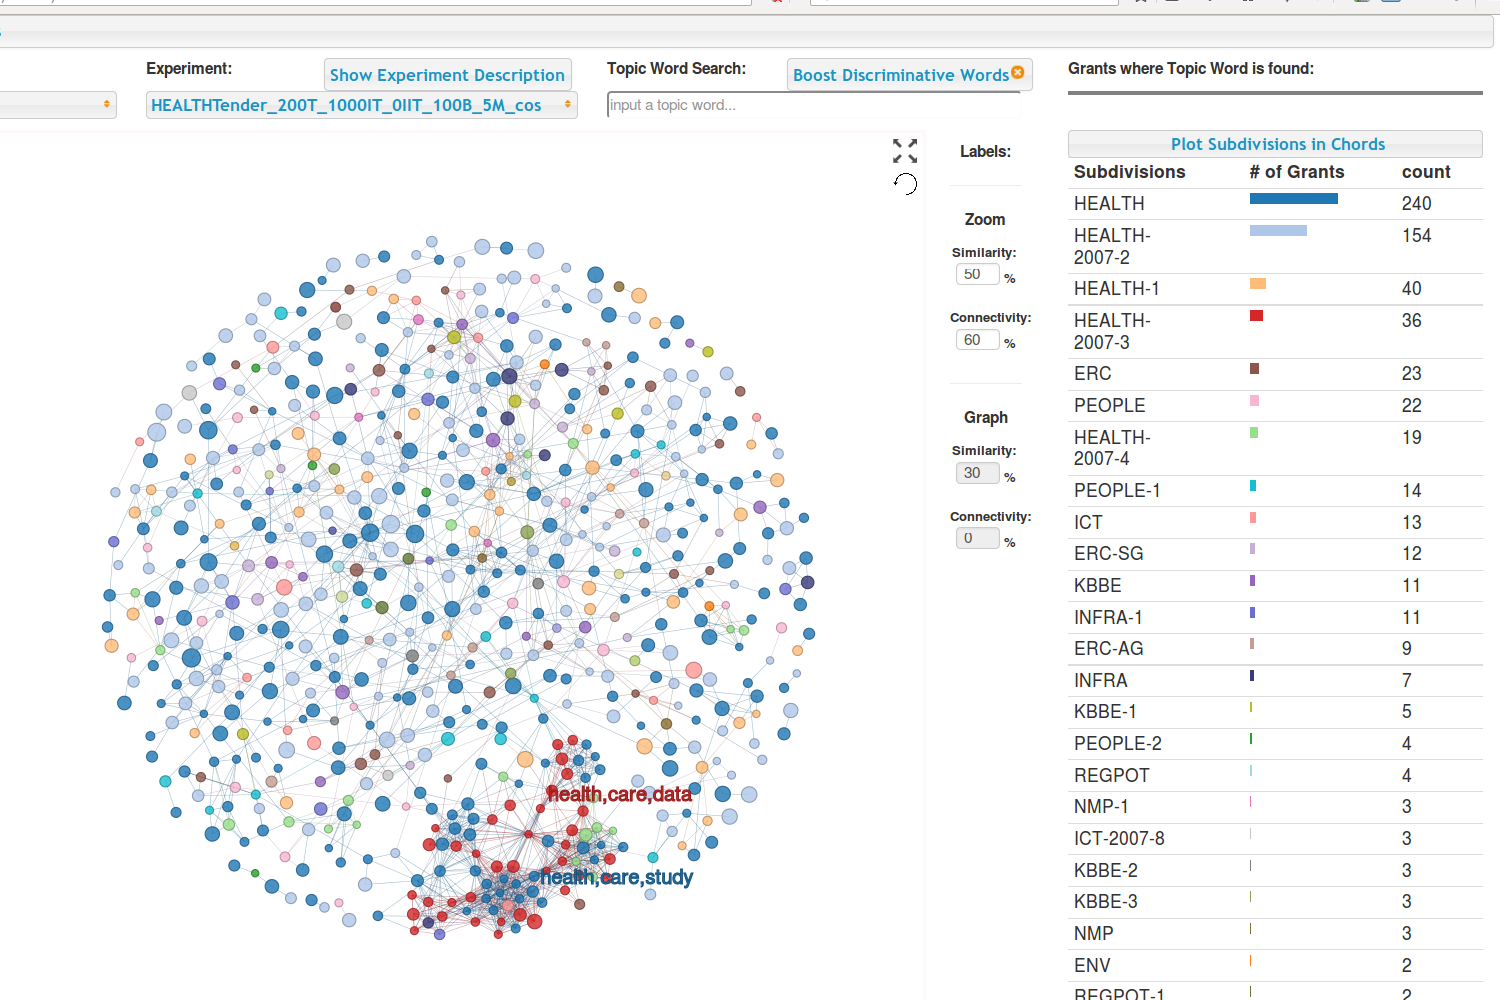 Experiment:
Show Experiment Description
Topic Word Search:
Boost Discriminative Words
Grants where Topic Word is found:
HEALTHTender_200T_1000IT_0IIT_100B_5M_cos
input a topic word...
Labels:
Zoom
Similarity:
50 %
Connectivity:
60 %
Graph
Similarity:
30 %
Connectivity:
0 %
health,care,data
health,care,study
Plot Subdivisions in Chords
Subdivisions # of Grants count
HEALTH 240
HEALTH-
2007-2 154
HEALTH-1 40
HEALTH-
2007-3 36
ERC 23
PEOPLE 22
HEALTH-
2007-4 19
PEOPLE-1 14
ICT 13
ERC-SG 12
KBBE 11
INFRA-1 11
ERC-AG 9
INFRA 7
KBBE-1 5
PEOPLE-2 4
REGPOT 4
NMP-1 3
ICT-2007-8 3
KBBE-2 3
KBBE-3 3
NMP 3
ENV 2
REGPOT-1 2